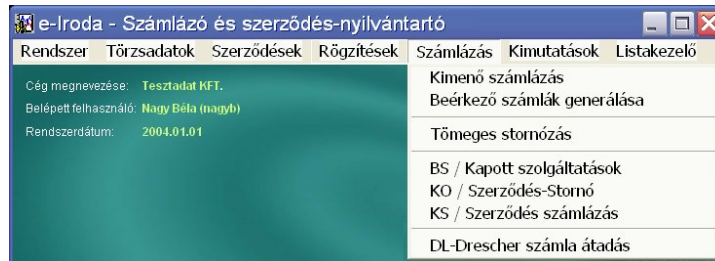 e-Iroda - Számlázó és szerződés-nyilvántartó
Rendszer Törzsadatok Szerződések Rögzítések Számlázás Kimutatások Listakezelő
Cég megnevezése: Tesztadat KFT.
Belépett felhasználó: Nagy Béla (nagyb)
Rendszerdátum: 2004.01.01
Kimenő számlázás
Beérkező számlák generálása
Tömeges stornózás
BS / Kapott szolgáltatások
KO / Szerződés-Stornó
KS / Szerződés számlázás
DL-Drescher számla átadás